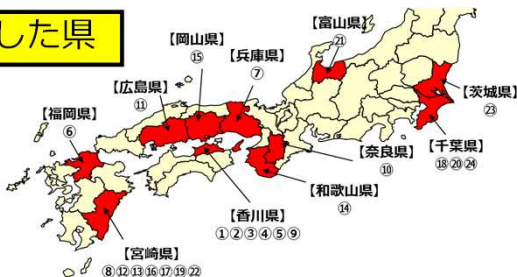 した県
【富山県】
㉑
【岡山県】
⑮
【兵庫県】
⑦
【広島県】
⑪
【茨城県】
㉓
【福岡県】
⑥
【奈良県】
⑩
【千葉県】
⑱⑳㉔
【和歌山県】
⑭
【香川県】
①②③④⑤⑨
【宮崎県】
⑧⑫⑬⑯⑰⑲㉒